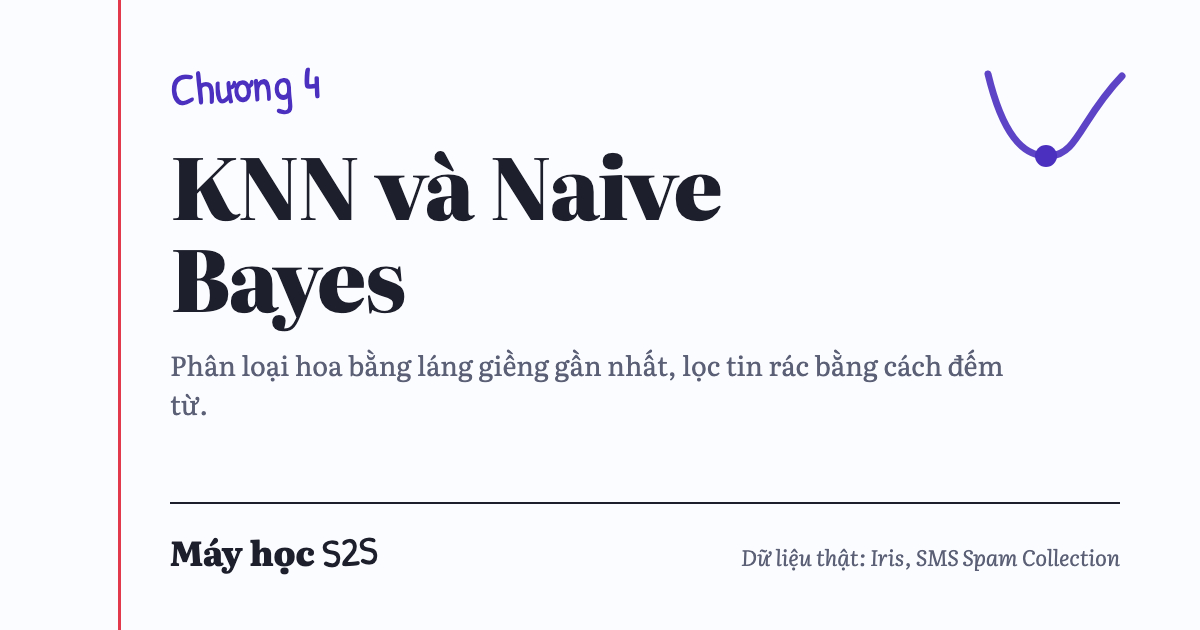 Chương 4
KNN và Naive
Bayes
Phân loại hoa bằng láng giềng gần nhất, lọc tin rác bằng cách đếm
từ.
Máy học S2S
Dữ liệu thật: Iris, SMS Spam Collection